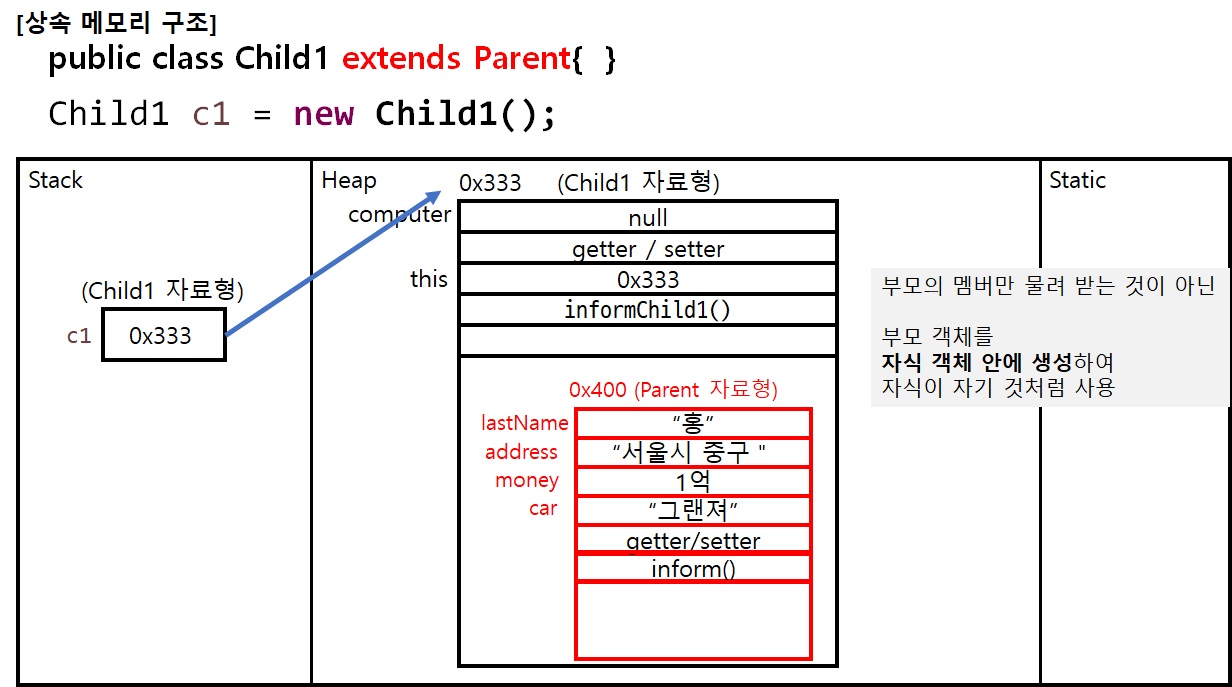 [상속 메모리 구조]
public class Child1 extends Parent{ }
Child1 c1 = new Child1();
Stack
Heap
0x333 (Child1 자료형)
Static
computer
null
getter / setter
this
0x333
informChild1()
(Child1 자료형)
c1
0x333
부모의 멤버만 물려 받는 것이 아닌
부모 객체를
자식 객체 안에 생성하여
자식이 자기 것처럼 사용
0x400 (Parent 자료형)
lastName
“홍”
address
“서울시 중구 "
money
1억
car
“그랜져”
getter/setter
inform()